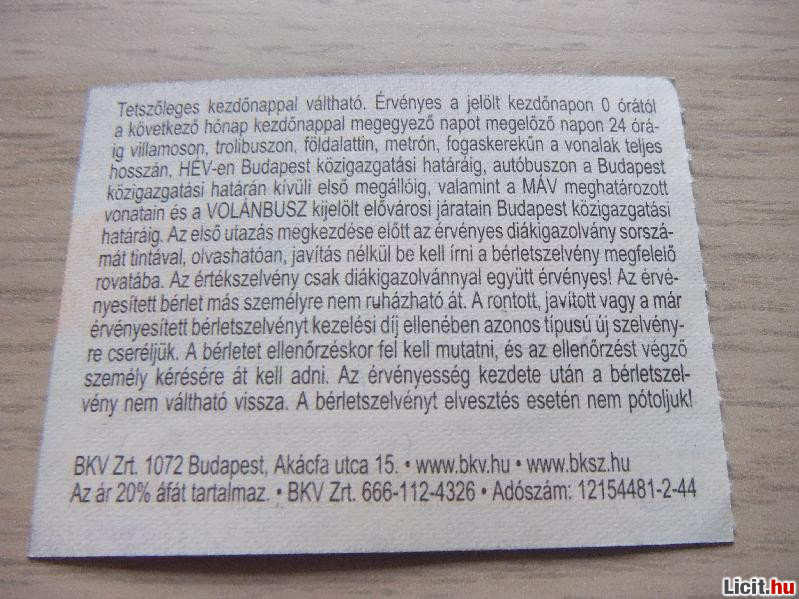 Tetszőleges kezdőnappal váltható. Érvényes a jelölt kezdőnapon 0 órától
a következő hónap kezdőnappal megegyező napot megelőző napon 24 órá-
ig villamoson, trolibuszon, földalattin, metrón, fogaskerekűn a vonalak teljes
hosszán, HÉV-en Budapest közigazgatási határáig, autóbuszon a Budapest
közigazgatási határán kívüli első megállóig, valamint a MÁV meghatározott
vonatain és a VOLÁNBUSZ kijelölt elővárosi járatain Budapest közigazgatási
határáig. Az első utazás megkezdése előtt az érvényes diákigazolvány sorszá-
mát tintával, olvashatóan, javítás nélkül be kell írni a bérletszelvény megfelelő
rovatába. Az értékszelvény csak diákigazolvánnyal együtt érvényes! Az érvé-
nyesített bérlet más személyre nem ruházható át. A rontott, javított vagy a már
érvényesített bérletszelvényt kezelési díj ellenében azonos típusú új szelvény-
re cseréljük. A bérletet ellenőrzéskor fel kell mutatni, és az ellenőrzést végző
személy kérésére át kell adni. Az érvényesség kezdete után a bérletszel-
vény nem váltható vissza. A bérletszelvényt elvesztés esetén nem pótoljuk!
BKV Zrt. 1072 Budapest, Akácfa utca 15. • www.bkv.hu • www.bksz.hu
Az ár 20% áfát tartalmaz. • BKV Zrt. 666-112-4326 • Adószám: 12154481-2-44
Licit.hu